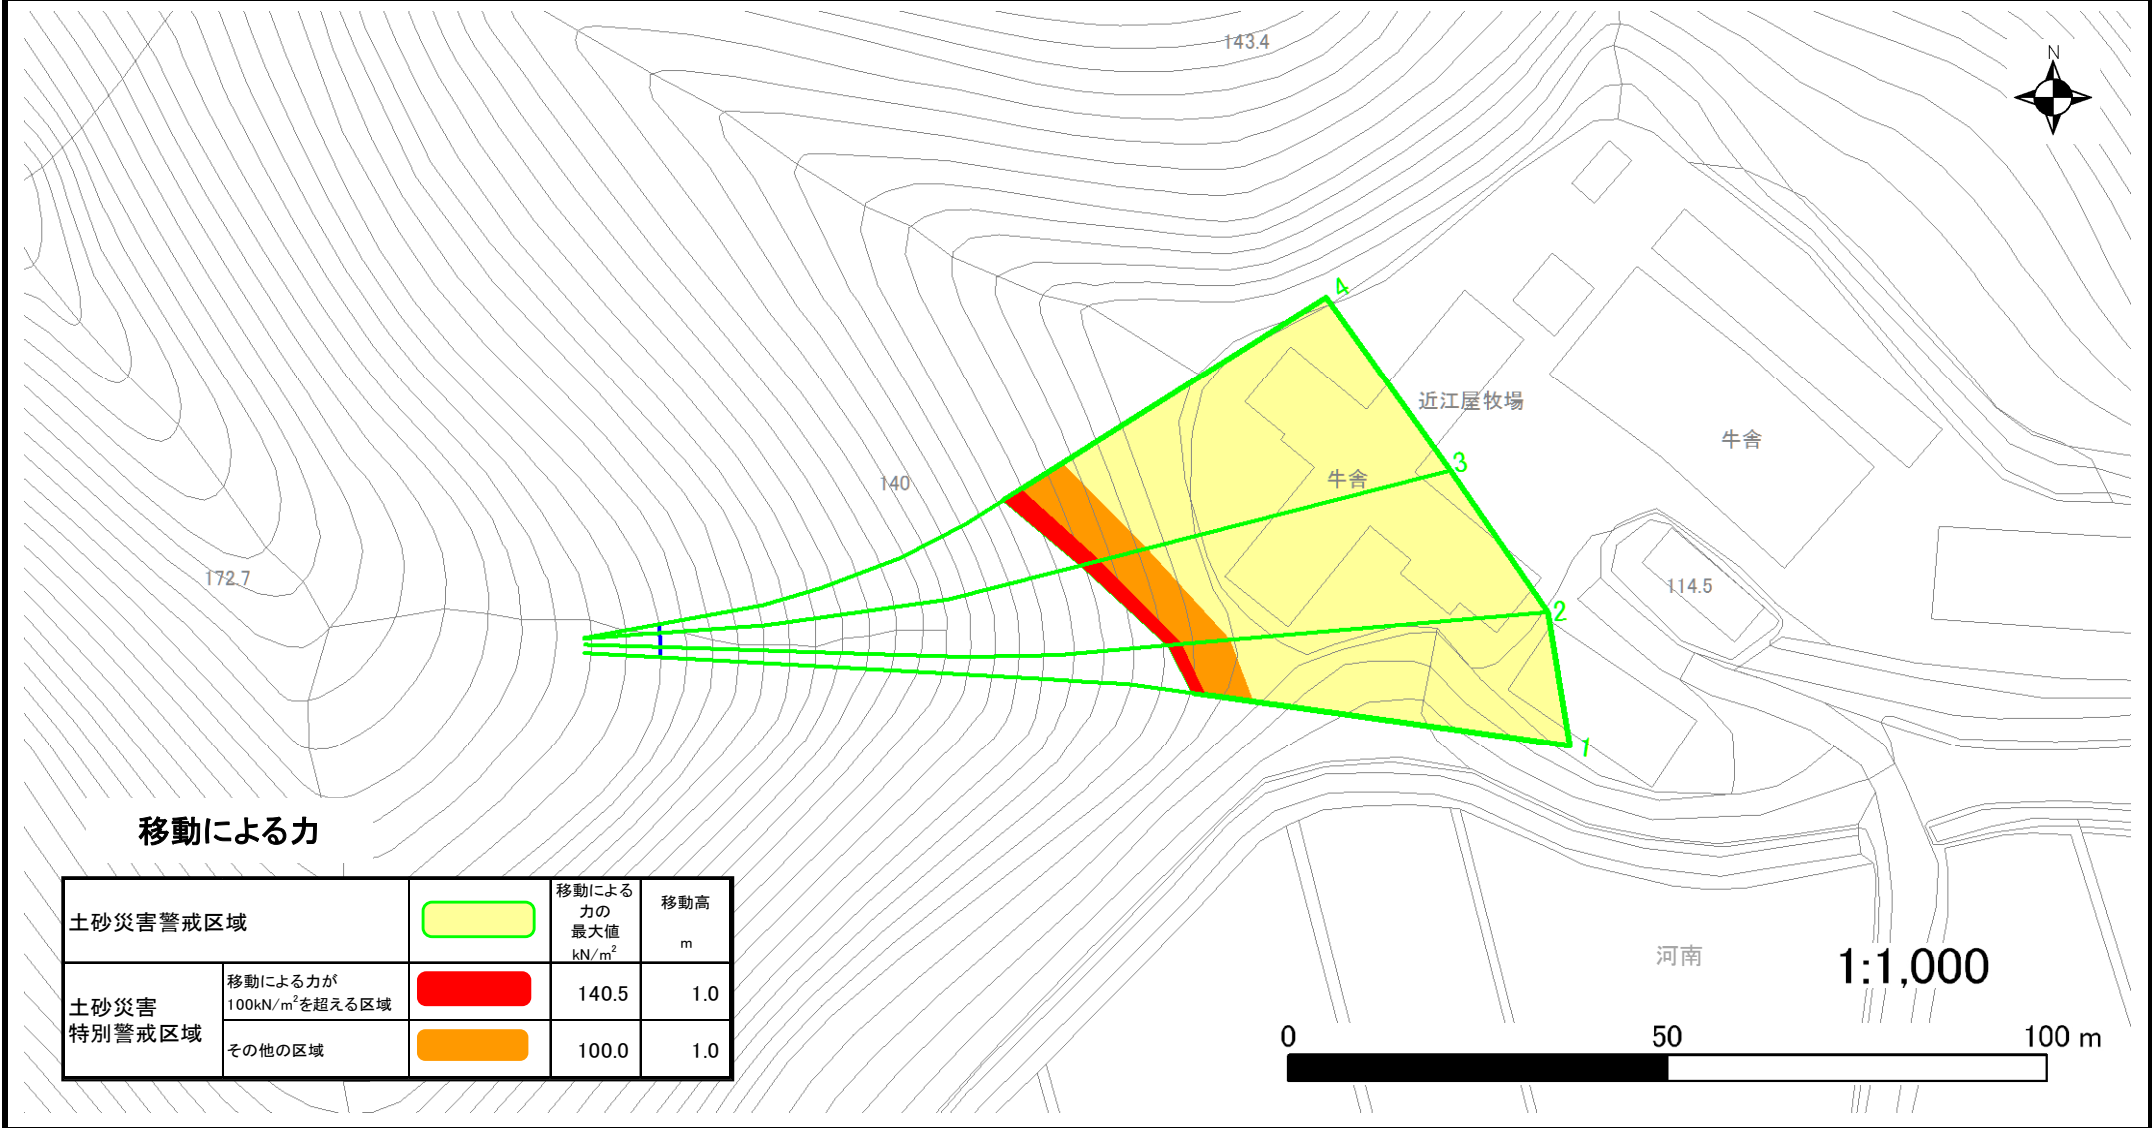 143.4
N
4
近江屋牧場
牛舎
3
牛舎
140
172.7
114.5
2
1
移動による力
土砂災害警戒区域
移動による
力の
最大値
kN/m²
移動高
m
土砂災害
特別警戒区域
移動による力が
100kN/m²を超える区域
140.5
1.0
その他の区域
100.0
1.0
河南
1:1,000
0
50
100 m